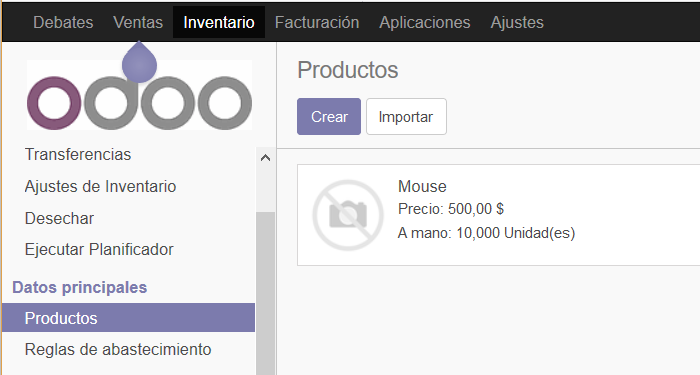 Debates Ventas Inventario Facturación Aplicaciones Ajustes
odoo
Transferencias
Ajustes de Inventario
Desechar
Ejecutar Planificador
Datos principales
Productos
Reglas de abastecimiento
Productos
Crear Importar
Mouse
Precio: 500,00 $
A mano: 10,000 Unidad(es)